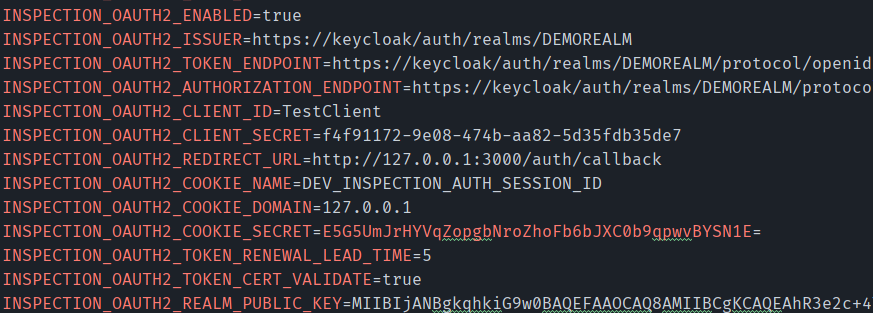 INSPECTION_OAUTH2_ENABLED=true
INSPECTION_OAUTH2_ISSUER=https://keycloak/auth/realms/DEMOREALM
INSPECTION_OAUTH2_TOKEN_ENDPOINT=https://keycloak/auth/realms/DEMOREALM/protocol/openid
INSPECTION_OAUTH2_AUTHORIZATION_ENDPOINT=https://keycloak/auth/realms/DEMOREALM/protoco
INSPECTION_OAUTH2_CLIENT_ID=TestClient
INSPECTION_OAUTH2_CLIENT_SECRET=f4f91172-9e08-474b-aa82-5d35fdb35de7
INSPECTION_OAUTH2_REDIRECT_URL=http://127.0.0.1:3000/auth/callback
INSPECTION_OAUTH2_COOKIE_NAME=DEV_INSPECTION_AUTH_SESSION_ID
INSPECTION_OAUTH2_COOKIE_DOMAIN=127.0.0.1
INSPECTION_OAUTH2_COOKIE_SECRET=E5G5UmJrHYVqZopgbNroZhoFb6bJXC0b9qpwvBYSN1E=
INSPECTION_OAUTH2_TOKEN_RENEWAL_LEAD_TIME=5
INSPECTION_OAUTH2_TOKEN_CERT_VALIDATE=true
INSPECTION_OAUTH2_REALM_PUBLIC_KEY=MIIBIjANBgkqhkiG9w0BAQEFAAOCAQ8AMIIBCgKCAQEAhR3e2c+4